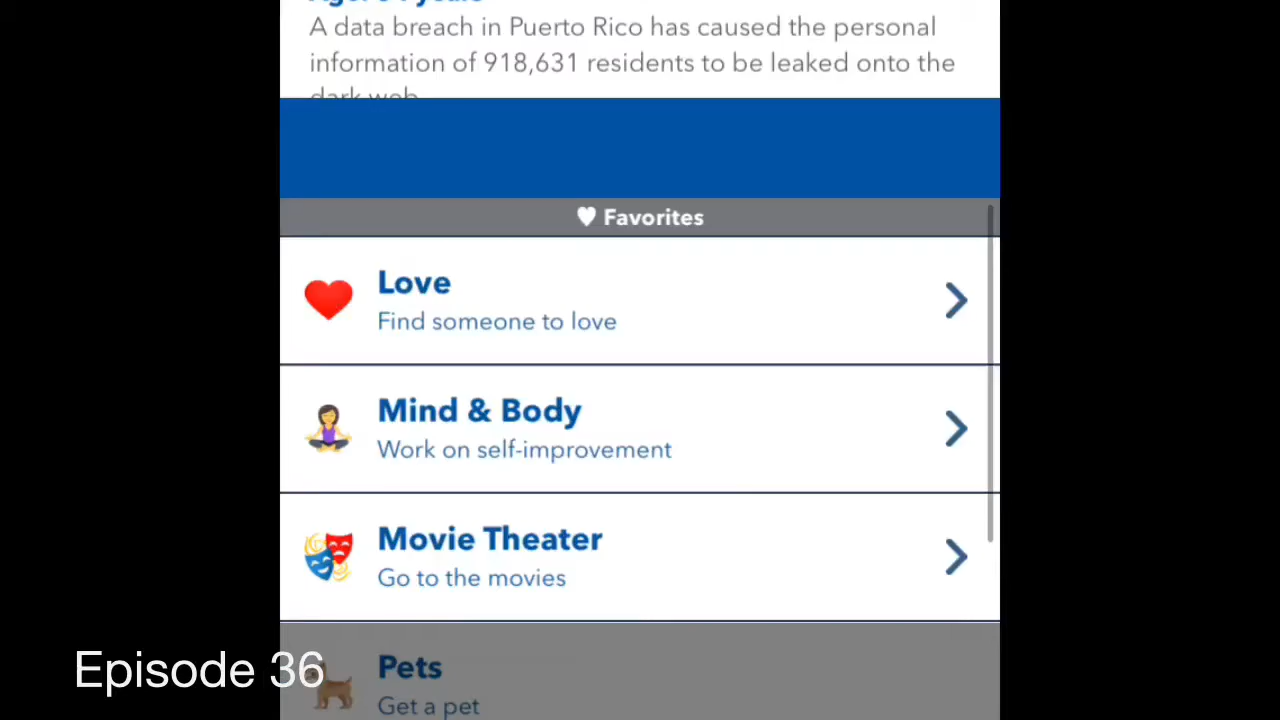 A data breach in Puerto Rico has caused the personal
information of 918,631 residents to be leaked onto the
dark web.
Favorites
Love
Find someone to love
Mind & Body
Work on self-improvement
Movie Theater
Go to the movies
Pets
Get a pet
Episode 36